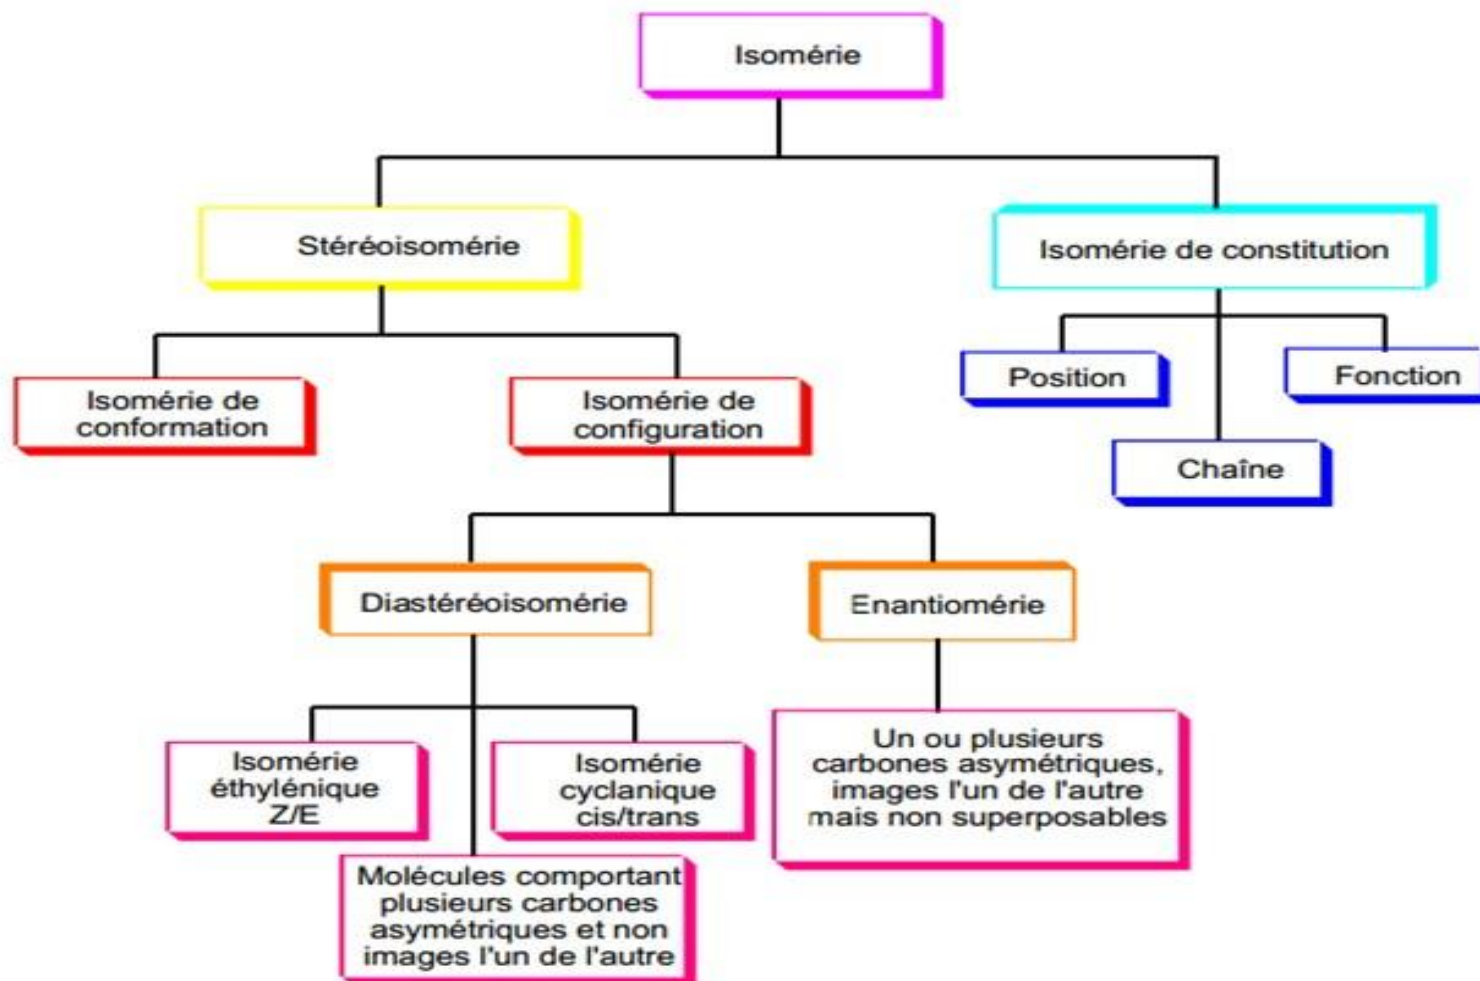 Isomérie
Stéréoisomérie
Isomérie de constitution
Isomérie de
conformation
Isomérie de
configuration
Position
Fonction
Chaîne
Diastéréoisomérie
Enantiomérie
Isomérie
éthylénique
Z/E
Isomérie
cyclanique
cis/trans
Un ou plusieurs
carbones asymétriques,
images l'un de l'autre
mais non superposables
Molécules comportant
plusieurs carbones
asymétriques et non
images l'un de l'autre